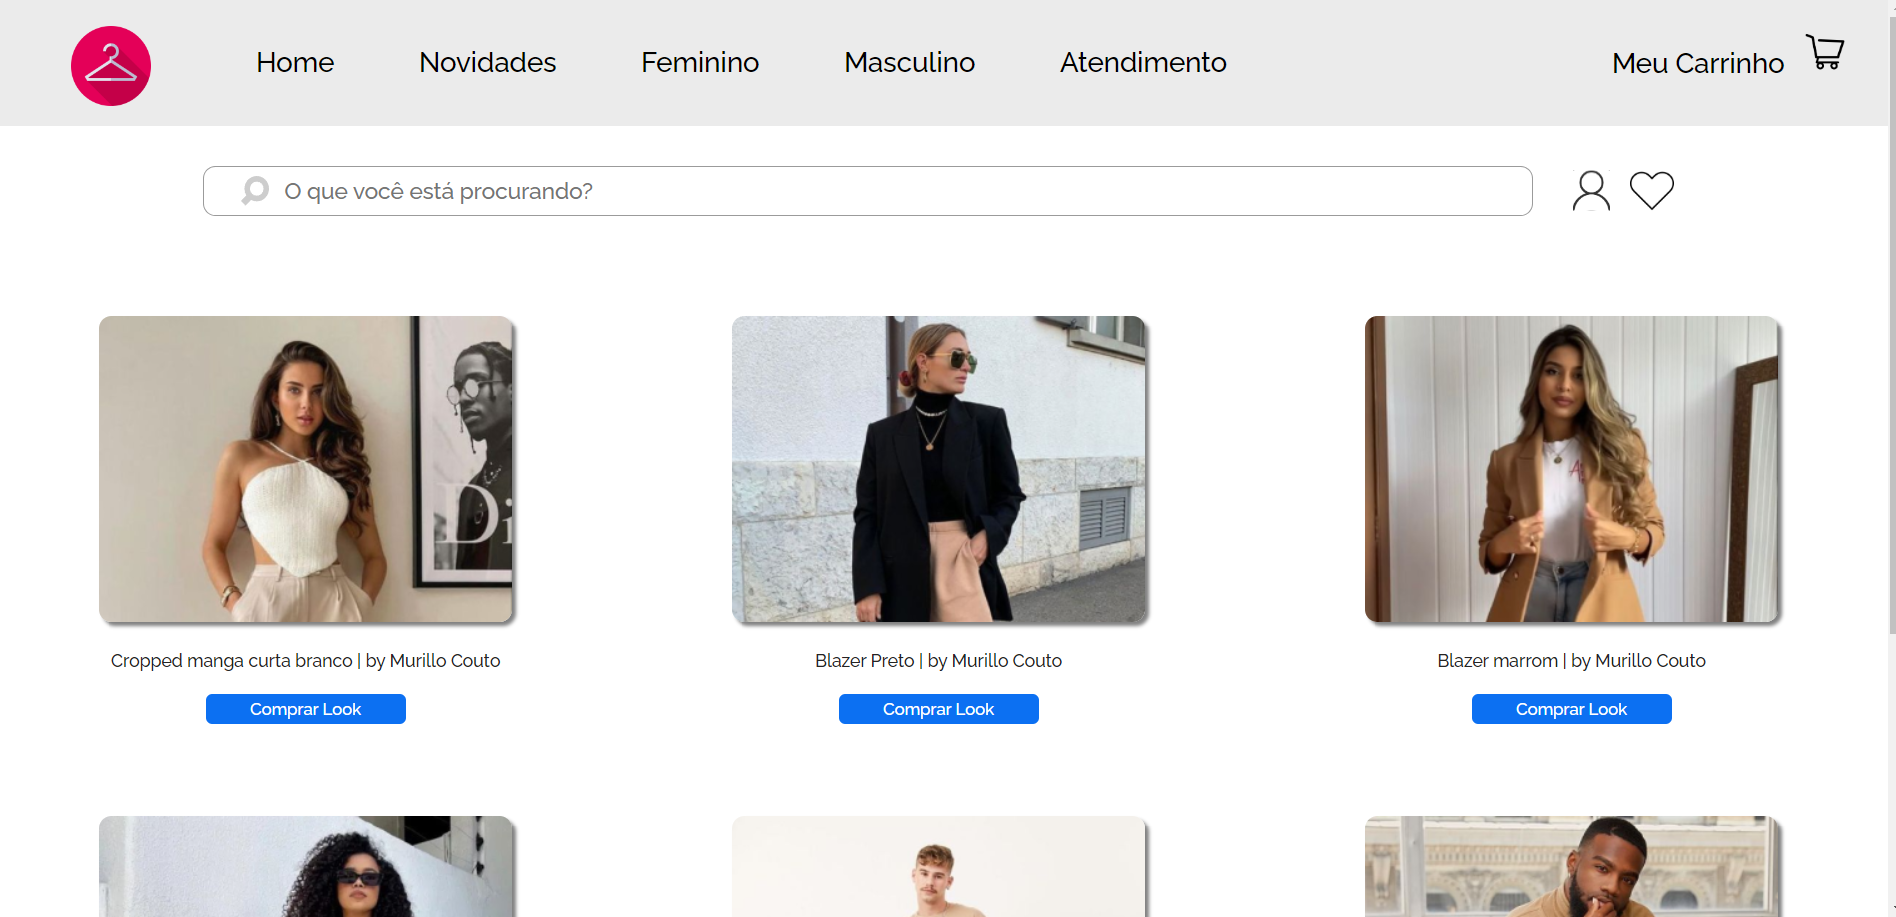 Home Novidades Feminino Masculino Atendimento Meu Carrinho
O que você está procurando?
Di
Cropped manga curta branco | by Murillo Couto
Blazer Preto | by Murillo Couto
Blazer marrom | by Murillo Couto
Comprar Look
Comprar Look
Comprar Look